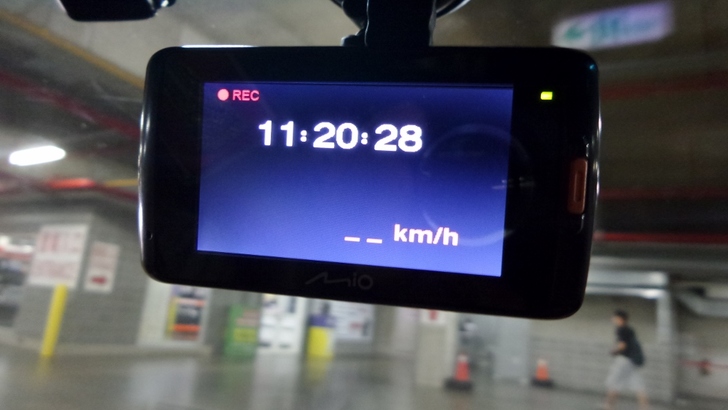 REC
11:20:28
_ _ km/h
Mio